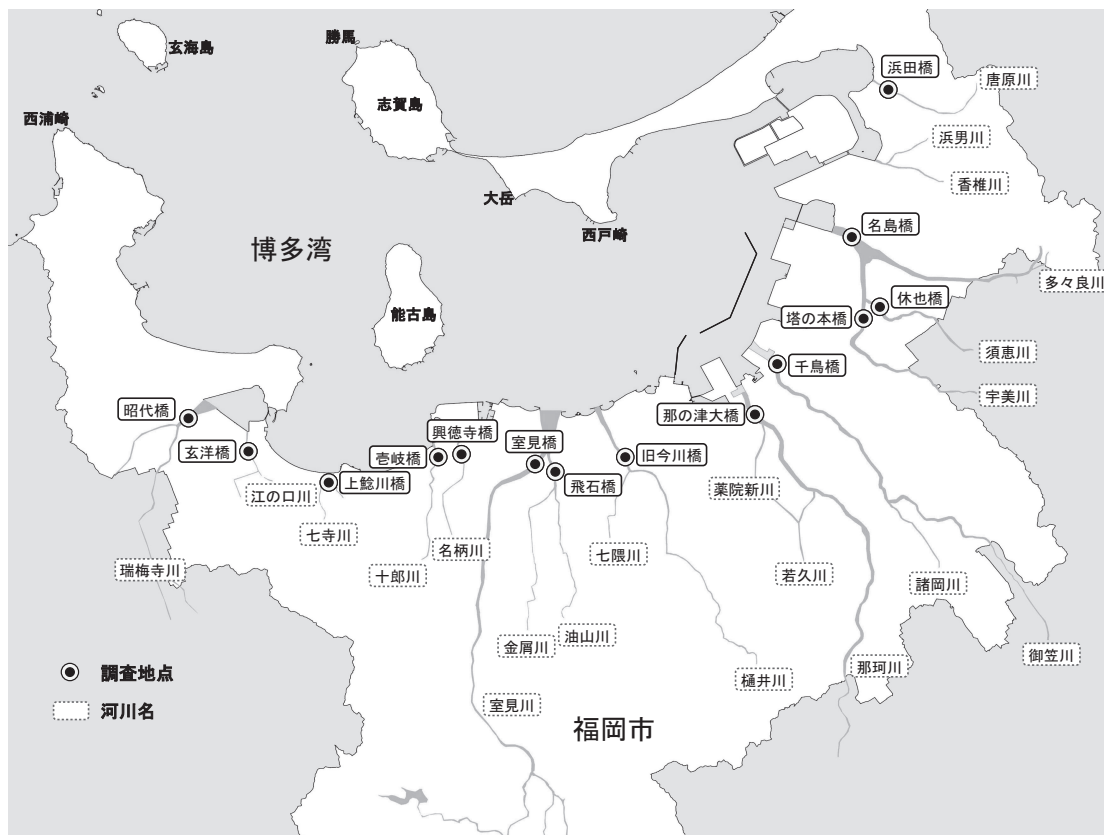 玄海島
勝馬
浜田橋
唐原川
志賀島
西浦崎
浜男川
香椎川
大岳
西戸崎
名島橋
博多湾
多々良川
休也橋
能古島
塔の本橋
須恵川
千鳥橋
宇美川
昭代橋
那の津大橋
興徳寺橋
室見橋
玄洋橋
壱岐橋
旧今川橋
上鯰川橋
飛石橋
江の口川
薬院新川
七寺川
名柄川
七隈川
瑞梅寺川
十郎川
若久川
諸岡川
油山川
金屑川
御笠川
調査地点
那珂川
樋井川
河川名
室見川
福岡市